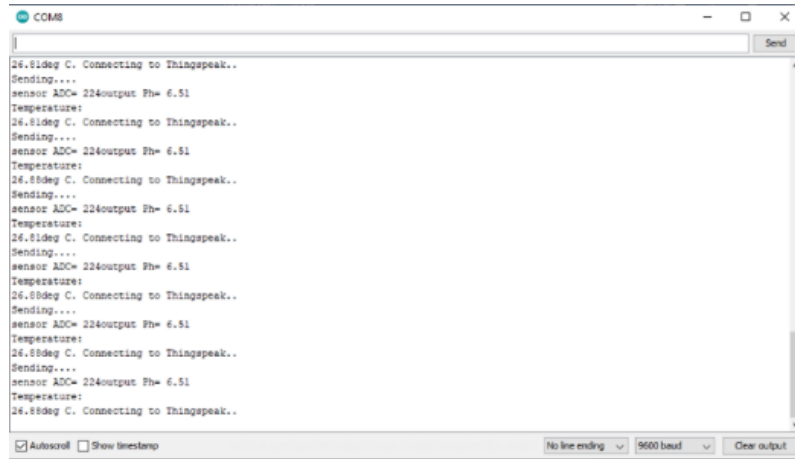 COM8
Send
26.81deg C. Connecting to Thingspeak..
Sending....
sensor ADC= 224output Ph= 6.51
Temperature:
26.81deg C. Connecting to Thingspeak..
Sending....
sensor ADC= 224output Ph= 6.51
Temperature:
26.88deg C. Connecting to Thingspeak..
Sending....
sensor ADC= 224output Ph= 6.51
Temperature:
26.81deg C. Connecting to Thingspeak..
Sending....
sensor ADC= 224output Ph= 6.51
Temperature:
26.88deg C. Connecting to Thingspeak..
Sending....
sensor ADC= 224output Ph= 6.51
Temperature:
26.88deg C. Connecting to Thingspeak..
Sending....
sensor ADC= 224output Ph= 6.51
Temperature:
26.88deg C. Connecting to Thingspeak..
Autoscroll Show timestamp No line ending 9600 baud Clear output